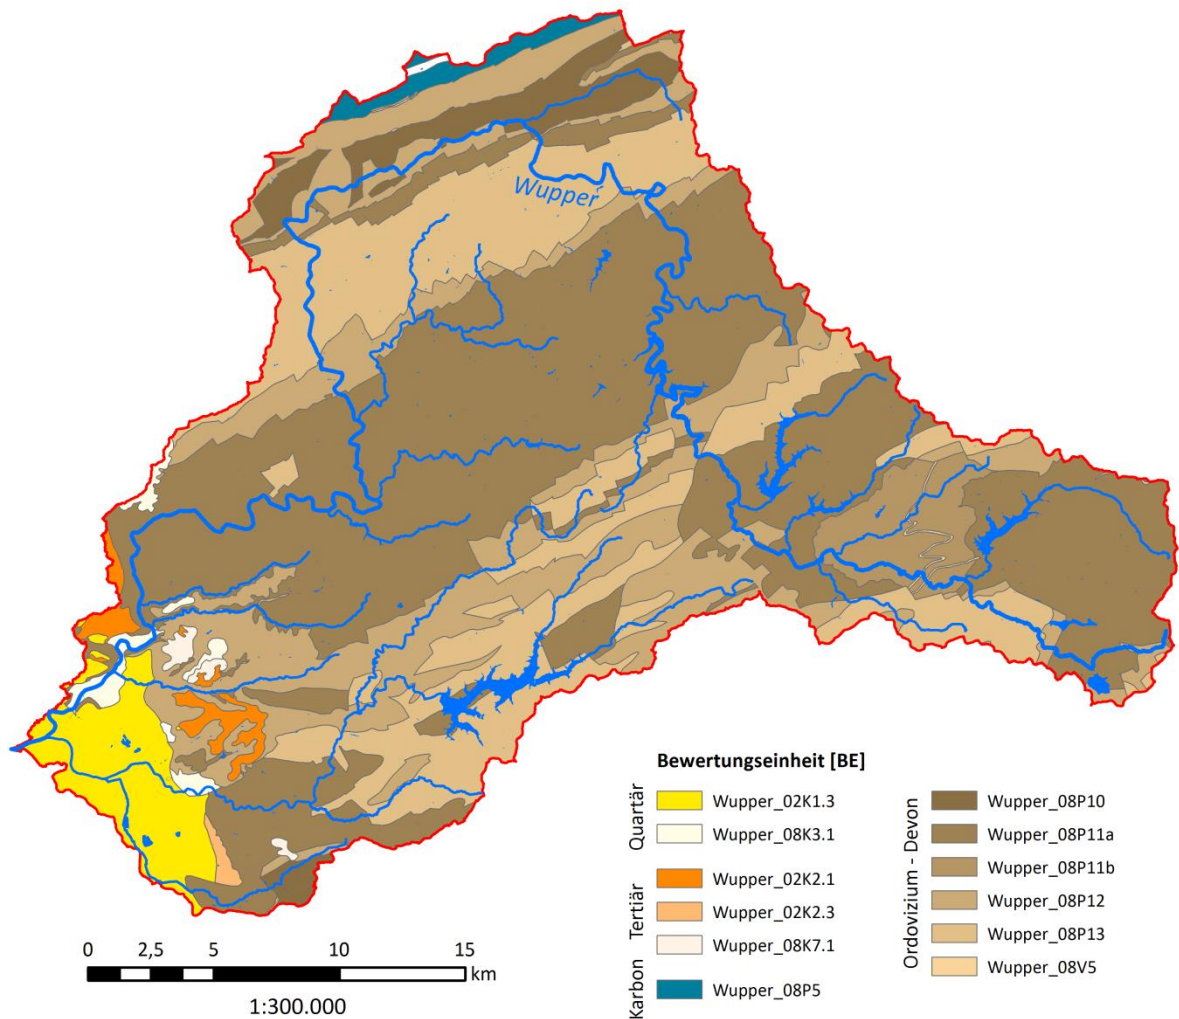 Wupper
Bewertungseinheit [BE]
Quartär
Wupper_02K1.3
Wupper_08K3.1
Tertiär
Wupper_02K2.1
Wupper_02K2.3
Wupper_08K7.1
Karbon
Wupper_08P5
Ordovizium - Devon
Wupper_08P10
Wupper_08P11a
Wupper_08P11b
Wupper_08P12
Wupper_08P13
Wupper_08V5
0 2,5 5 10 15
km
1:300.000